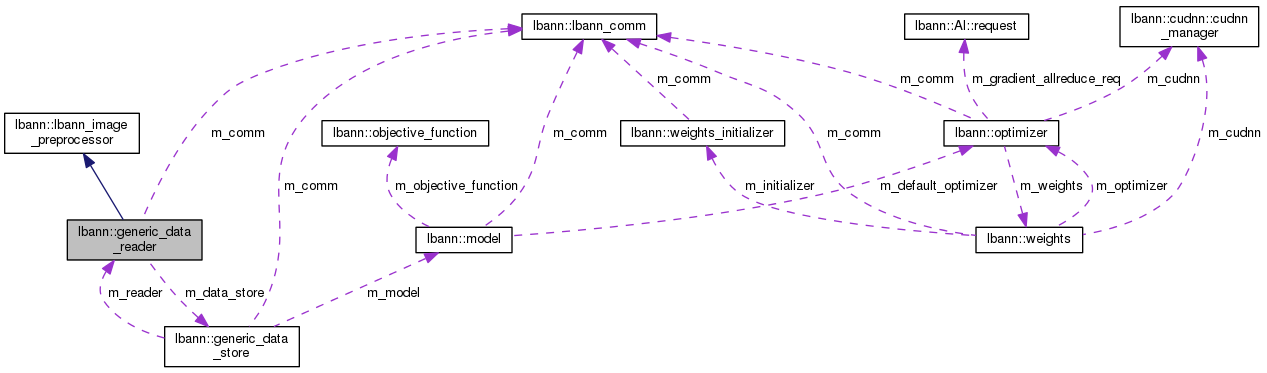 lbann::lbann_comm
lbann::Al::request
lbann::cudnn::cudnn
_manager
m_comm
m_comm
m_gradient_allreduce_req
m_cudnn
lbann::lbann_image
_preprocessor
m_comm
lbann::objective_function
m_comm
lbann::weights_initializer
m_comm
lbann::optimizer
m_cudnn
m_comm
m_objective_function
m_initializer
m_default_optimizer
m_weights
m_optimizer
lbann::generic_data
_reader
lbann::model
lbann::weights
m_reader
m_data_store
m_model
lbann::generic_data
_store